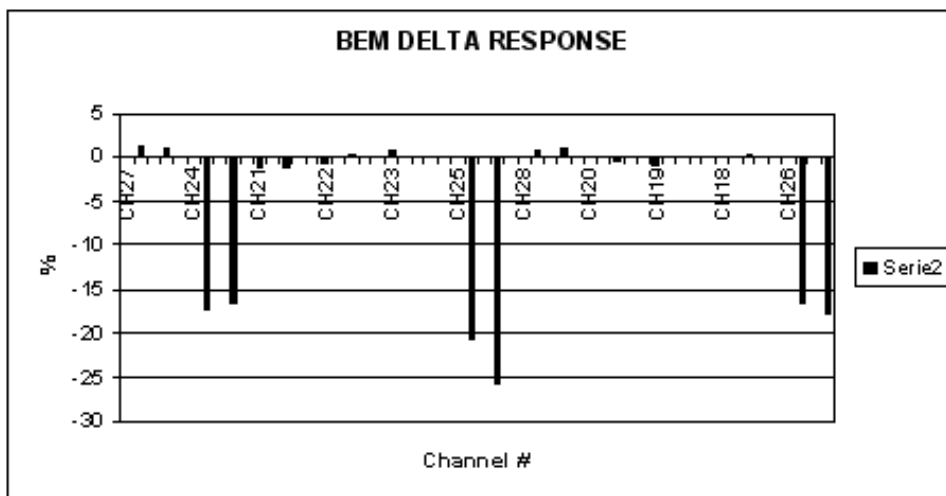 BEM DELTA RESPONSE
5
0
-5
-10
-15
-20
-25
-30
%
CH27
CH24
CH21
CH22
CH23
CH25
CH28
CH20
CH19
CH18
CH26
Channel #
Serie2